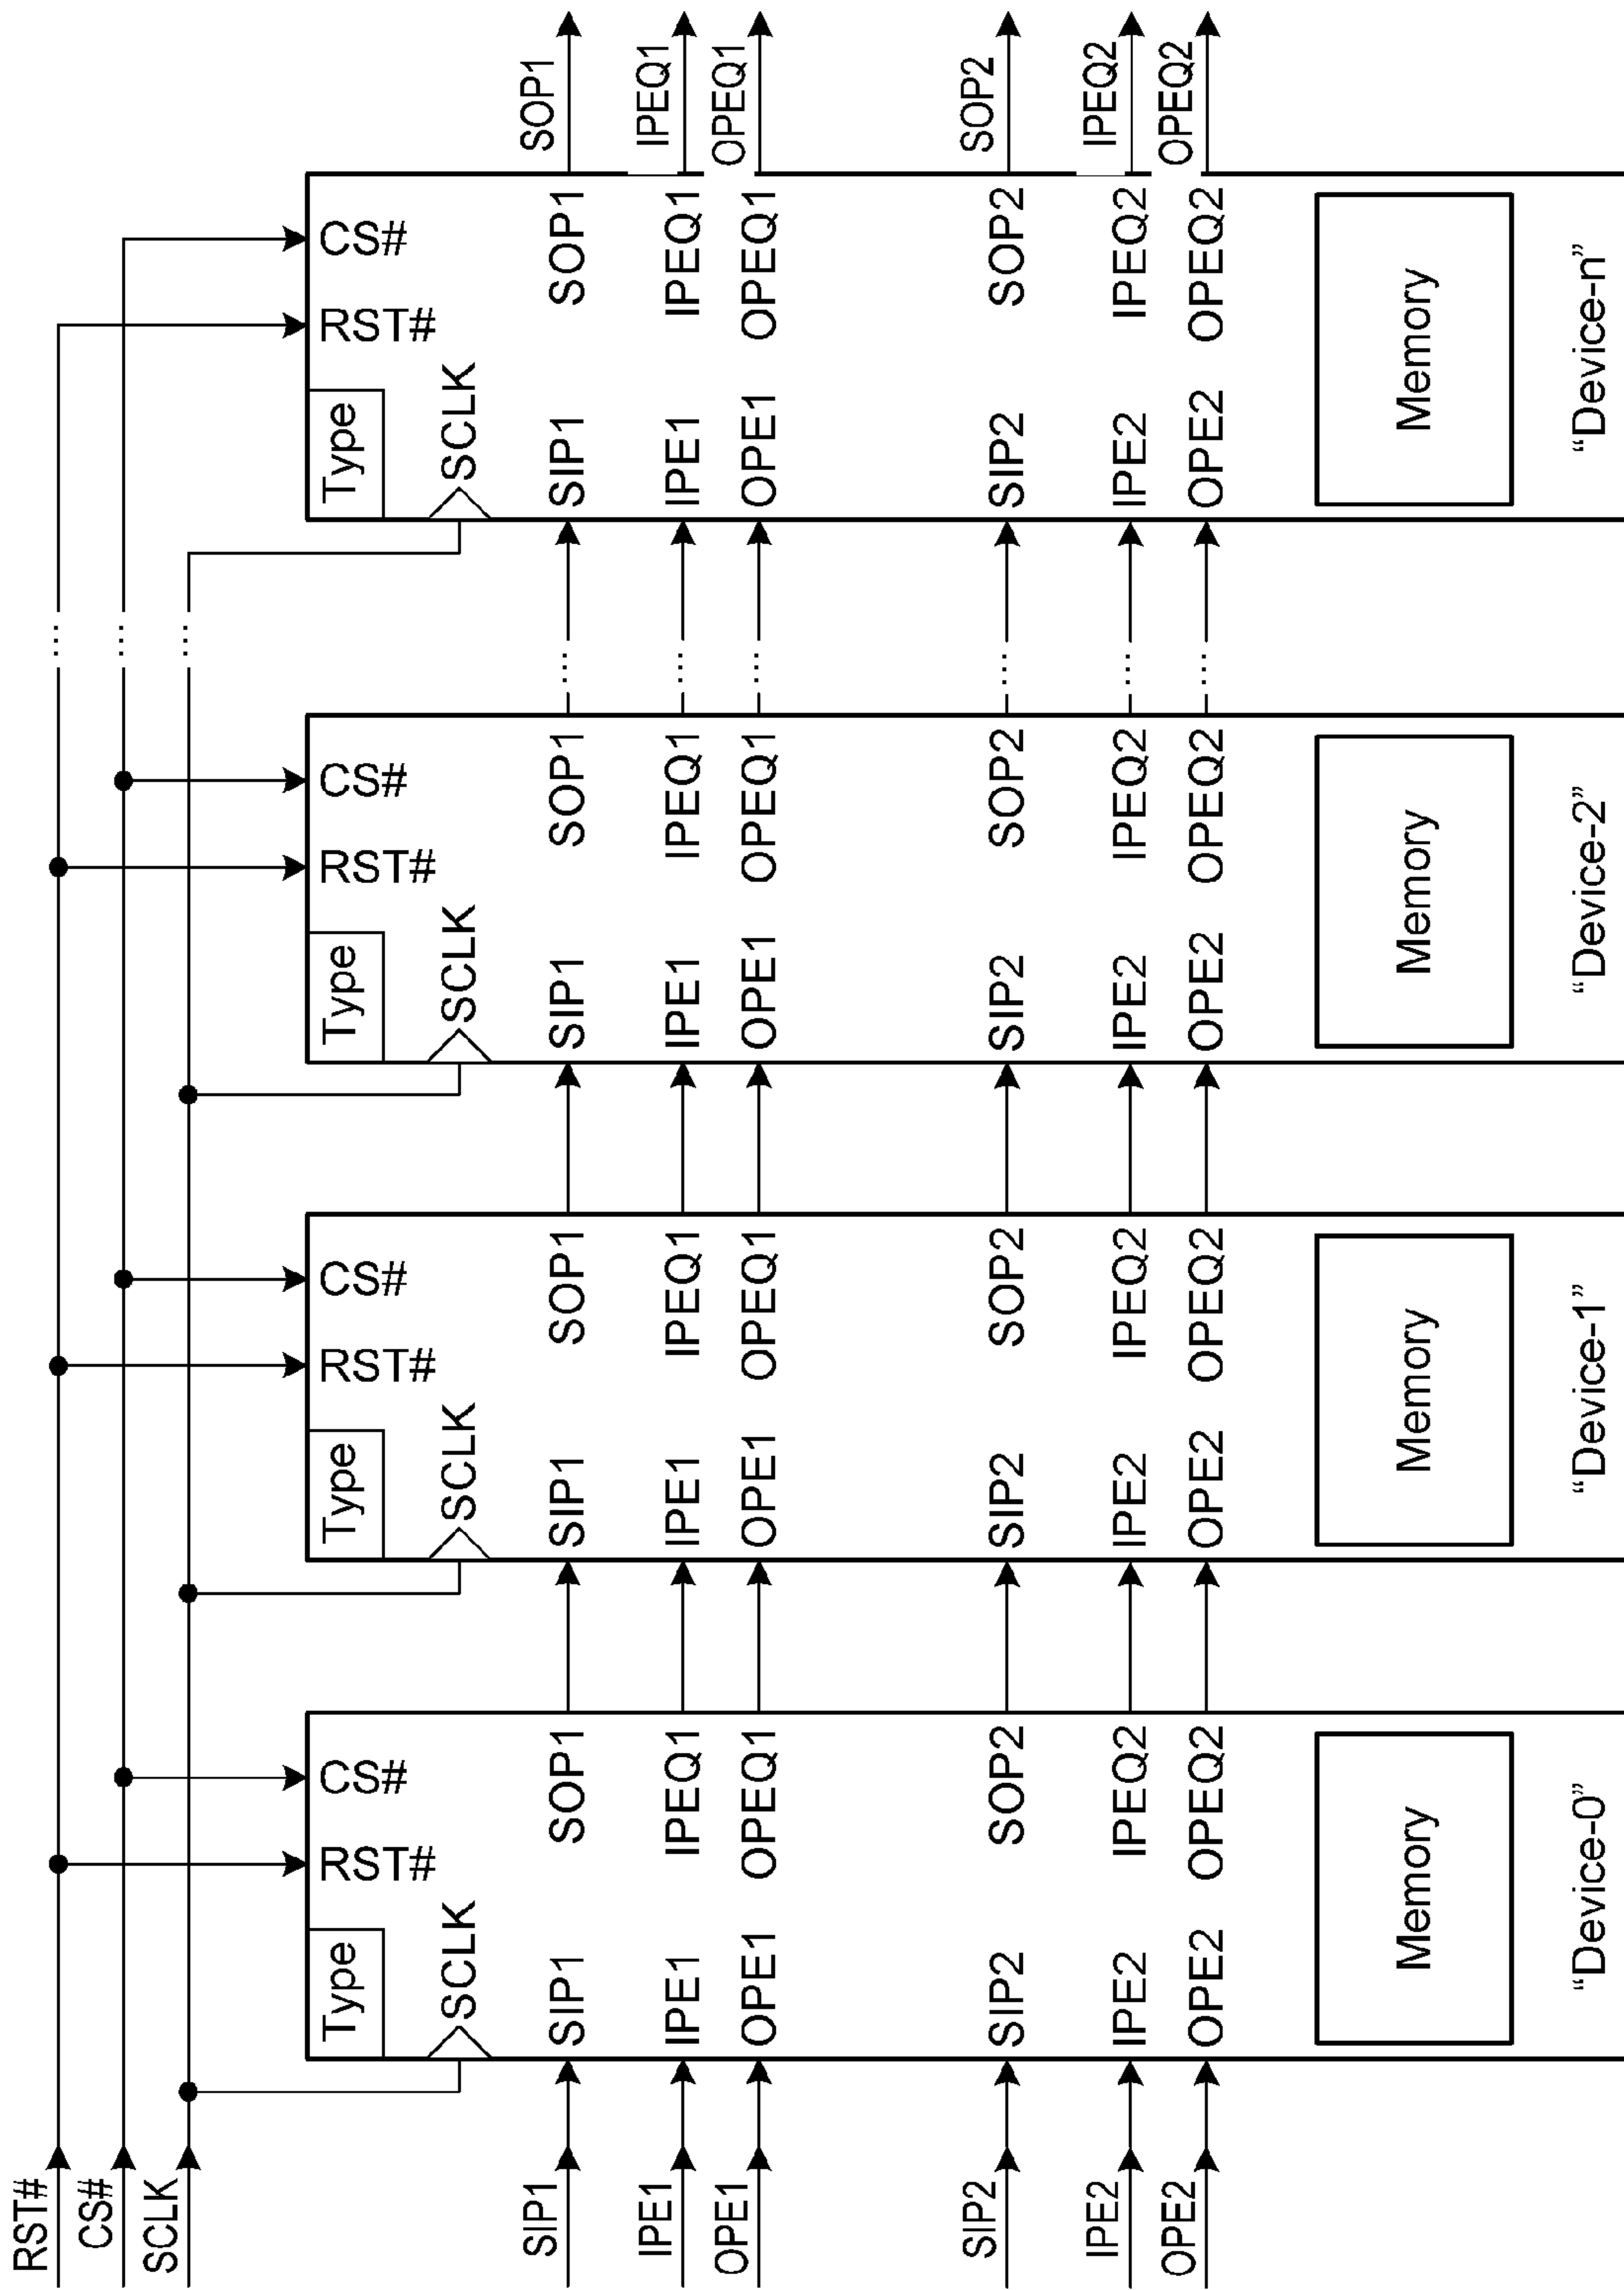 RST#
CS#
SCLK
SIP1
IPE1
OPE1
SIP2
IPE2
OPE2
Type
RST#
CS#
SCLK
SIP1 SOP1
IPE1 IPEQ1
OPE1 OPEQ1
SIP2 SOP2
IPE2 IPEQ2
OPE2 OPEQ2
Memory
“Device-0”
Type
RST#
CS#
SCLK
SIP1 SOP1
IPE1 IPEQ1
OPE1 OPEQ1
SIP2 SOP2
IPE2 IPEQ2
OPE2 OPEQ2
Memory
“Device-1”
Type
RST#
CS#
SCLK
SIP1 SOP1
IPE1 IPEQ1
OPE1 OPEQ1
SIP2 SOP2
IPE2 IPEQ2
OPE2 OPEQ2
Memory
“Device-2”
...
...
...
...
...
...
...
...
...
Type
RST#
CS#
SCLK
SIP1 SOP1
IPE1 IPEQ1
OPE1 OPEQ1
SIP2 SOP2
IPE2 IPEQ2
OPE2 OPEQ2
Memory
“Device-n”
SOP1
IPEQ1
OPEQ1
SOP2
IPEQ2
OPEQ2